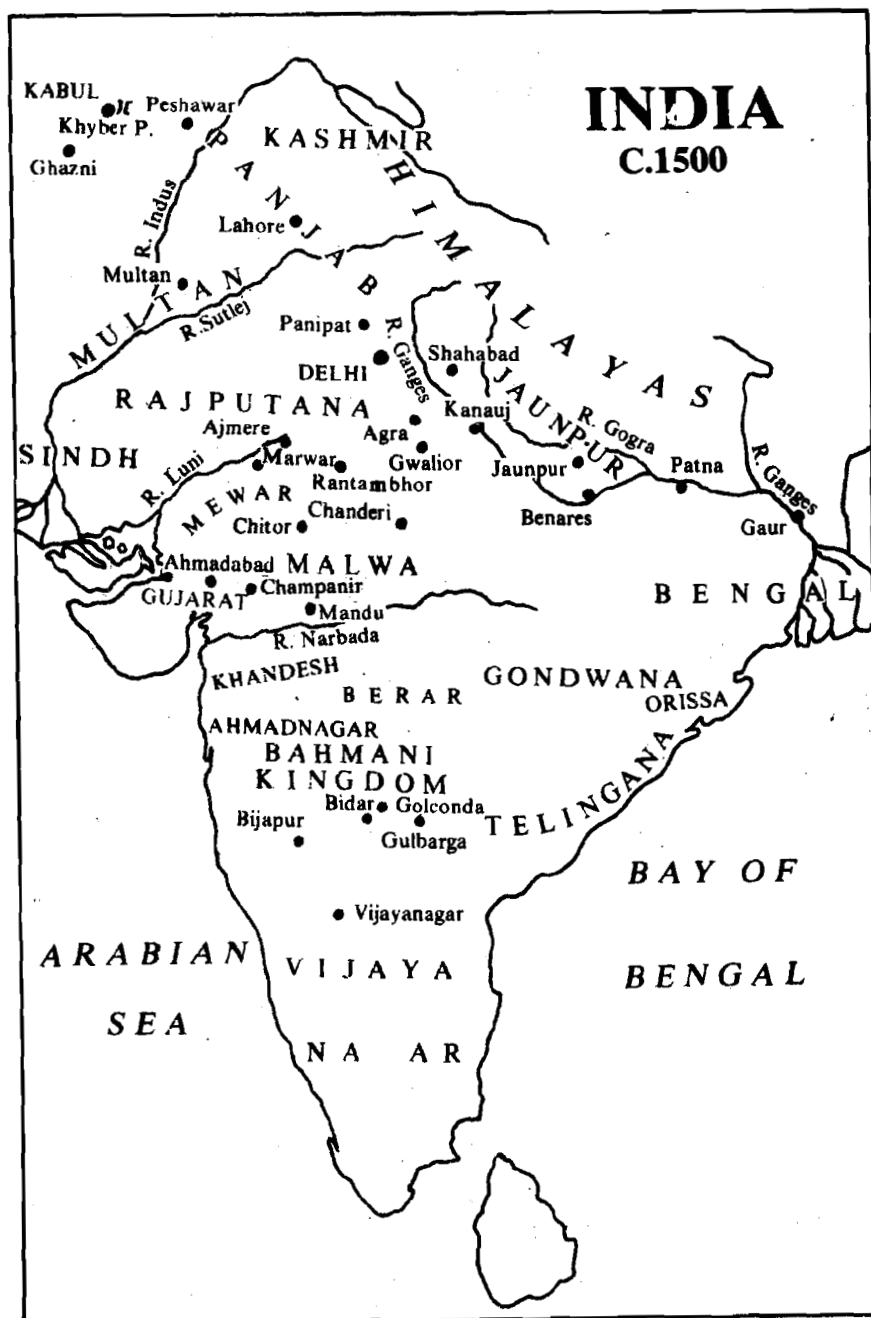 INDIA
C.1500
KABUL
Khyber P.
Peshawar
Ghazni
KASHMIR
PANJAB
HIMALAYAS
R. Indus
Lahore
Multan
MULTAN
R.Sutlej
Panipat
R. Ganges
DELHI
Shahabad
RAJPUTANA
JAUNPUR
Kanauj
R. Gogra
Ajmere
Agra
SINDH
R. Luni
Marwar
Gwalior
Jaunpur
Patna
R. Ganges
Rantambhor
MEWAR
Chitor
Chanderi
Benares
Gaur
Ahmadabad
MALWA
Champanir
GUJARAT
Mandu
BENGAL
R. Narbada
KHANDESH
GONDWANA
BERAR
ORISSA
AHMADNAGAR
BAHMANI
KINGDOM
Bidar
Golconda
TELINGANA
Bijapur
Gulbarga
BAY OF
BENGAL
Vijayanagar
ARABIAN
SEA
VIJAYA
NA AR